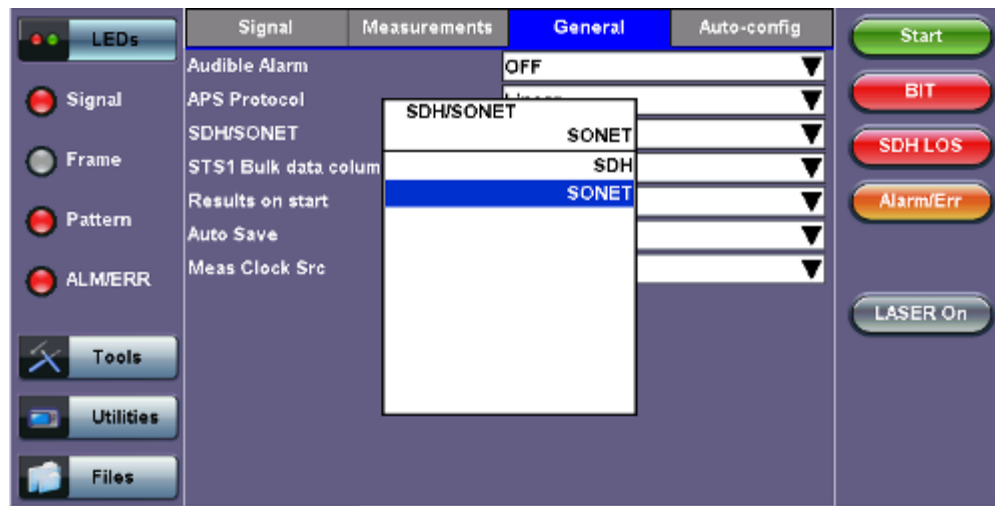 LEDs
Signal
Frame
Pattern
ALM/ERR
Tools
Utilities
Files
Signal Measurements General Auto-config
Audible Alarm OFF
APS Protocol
SDH/SONET
STS1 Bulk data colum
Results on start
Auto Save
Meas Clock Src
SDH/SONET
SONET
SDH
SONET
Start
BIT
SDH LOS
Alarm/Err
LASER On